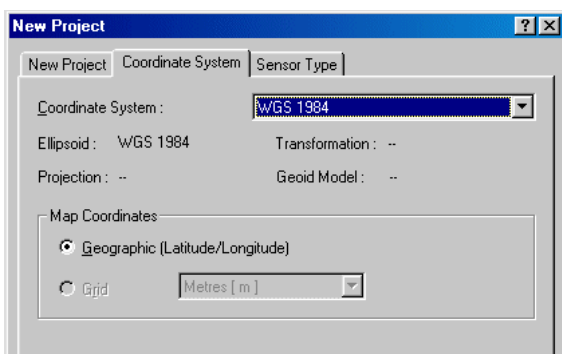 New Project
New Project Coordinate System Sensor Type
Coordinate System : WGS 1984
Ellipsoid : WGS 1984 Transformation : --
Projection : -- Geoid Model : --
Map Coordinates
Geographic (Latitude/Longitude)
Grid Metres [ m ]